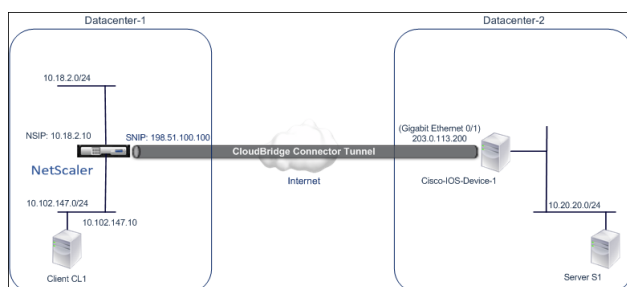 Datacenter-1
Datacenter-2
10.18.2.0/24
NSIP: 10.18.2.10
SNIP: 198.51.100.100
(Gigabit Ethernet 0/1)
203.0.113.200
CloudBridge Connector Tunnel
NetScaler
Internet
Cisco-IOS-Device-1
10.102.147.0/24
10.102.147.10
10.20.20.0/24
Client CL1
Server S1